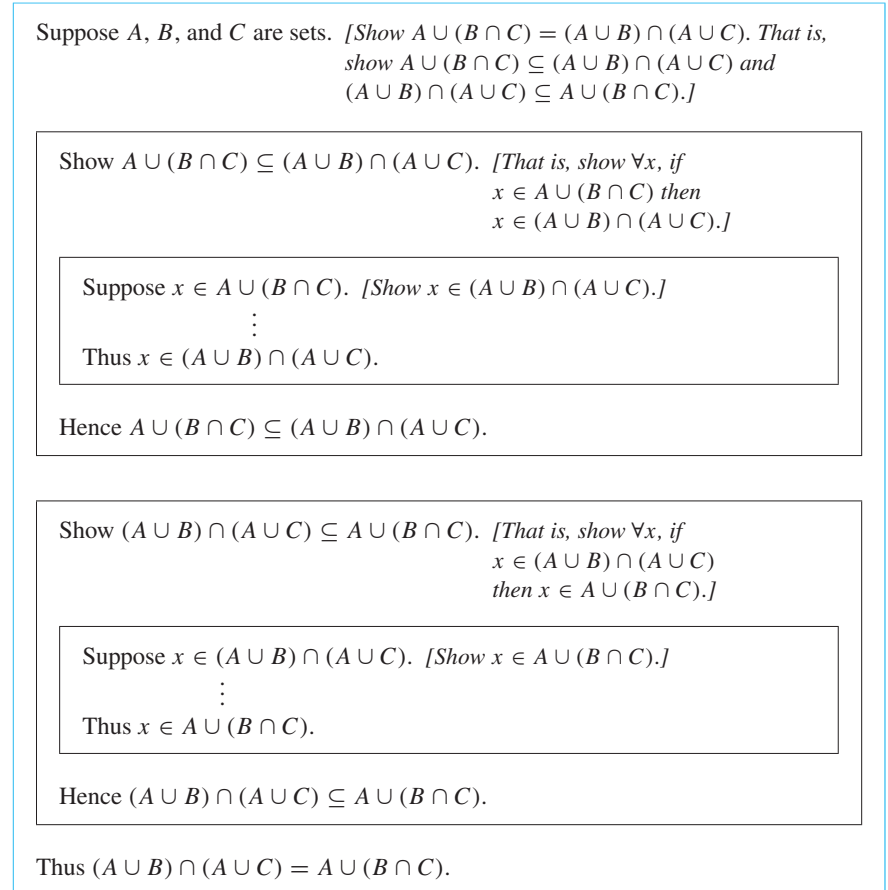 Suppose A, B, and C are sets. [Show A ∪ (B ∩ C) = (A ∪ B) ∩ (A ∪ C). That is,
show A ∪ (B ∩ C) ⊆ (A ∪ B) ∩ (A ∪ C) and
(A ∪ B) ∩ (A ∪ C) ⊆ A ∪ (B ∩ C).]
Show A ∪ (B ∩ C) ⊆ (A ∪ B) ∩ (A ∪ C). [That is, show ∀x, if
x ∈ A ∪ (B ∩ C) then
x ∈ (A ∪ B) ∩ (A ∪ C).]
Suppose x ∈ A ∪ (B ∩ C). [Show x ∈ (A ∪ B) ∩ (A ∪ C).]
⋮
Thus x ∈ (A ∪ B) ∩ (A ∪ C).
Hence A ∪ (B ∩ C) ⊆ (A ∪ B) ∩ (A ∪ C).
Show (A ∪ B) ∩ (A ∪ C) ⊆ A ∪ (B ∩ C). [That is, show ∀x, if
x ∈ (A ∪ B) ∩ (A ∪ C)
then x ∈ A ∪ (B ∩ C).]
Suppose x ∈ (A ∪ B) ∩ (A ∪ C). [Show x ∈ A ∪ (B ∩ C).]
⋮
Thus x ∈ A ∪ (B ∩ C).
Hence (A ∪ B) ∩ (A ∪ C) ⊆ A ∪ (B ∩ C).
Thus (A ∪ B) ∩ (A ∪ C) = A ∪ (B ∩ C).